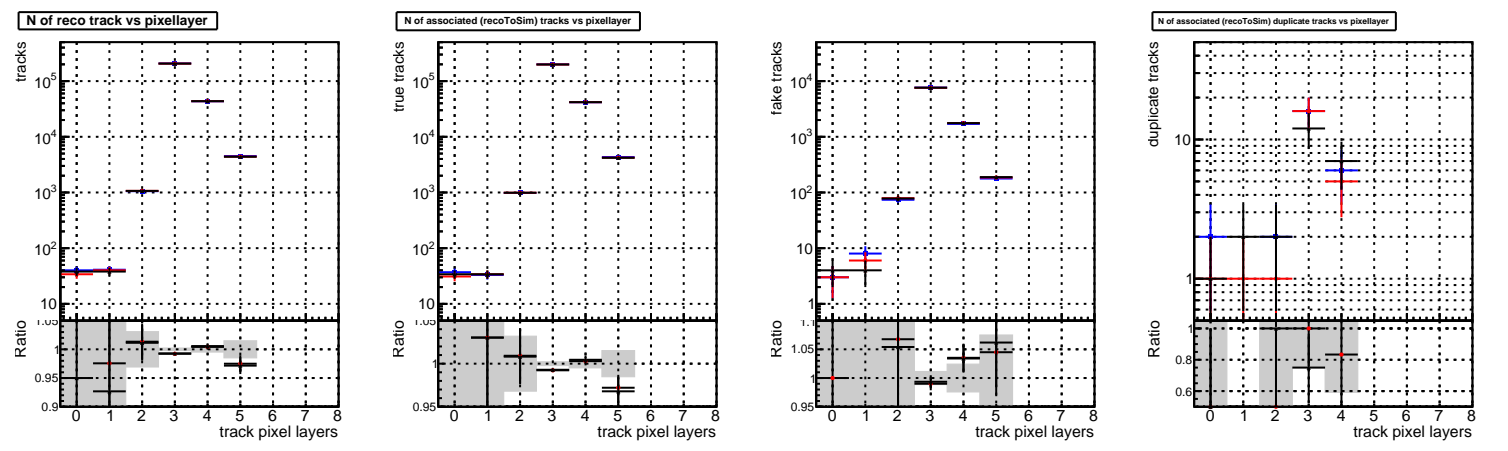 N of reco track vs pixellayer
tracks
10^5
10^4
10^3
10^2
10
Ratio
1.05
1
0.95
0.9
0 1 2 3 4 5 6 7 8
track pixel layers
N of associated (recoToSim) tracks vs pixellayer
true tracks
10^5
10^4
10^3
10^2
10
Ratio
1.05
1
0.95
0 1 2 3 4 5 6 7 8
track pixel layers
fake tracks
10^4
10^3
10^2
10
1
Ratio
1.1
1.05
1
0.95
0 1 2 3 4 5 6 7 8
track pixel layers
N of associated (recoToSim) duplicate tracks vs pixellayer
duplicate tracks
10
1
Ratio
1
0.8
0.6
0 1 2 3 4 5 6 7 8
track pixel layers